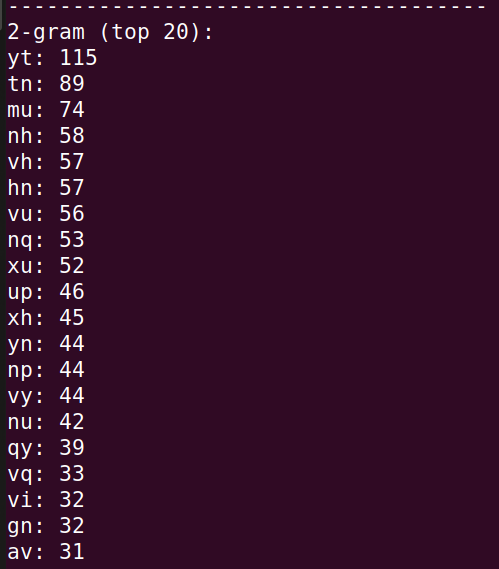 -------------------------------------
2-gram (top 20):
yt: 115
tn: 89
mu: 74
nh: 58
vh: 57
hn: 57
vu: 56
nq: 53
xu: 52
up: 46
xh: 45
yn: 44
np: 44
vy: 44
nu: 42
qy: 39
vq: 33
vi: 32
gn: 32
av: 31